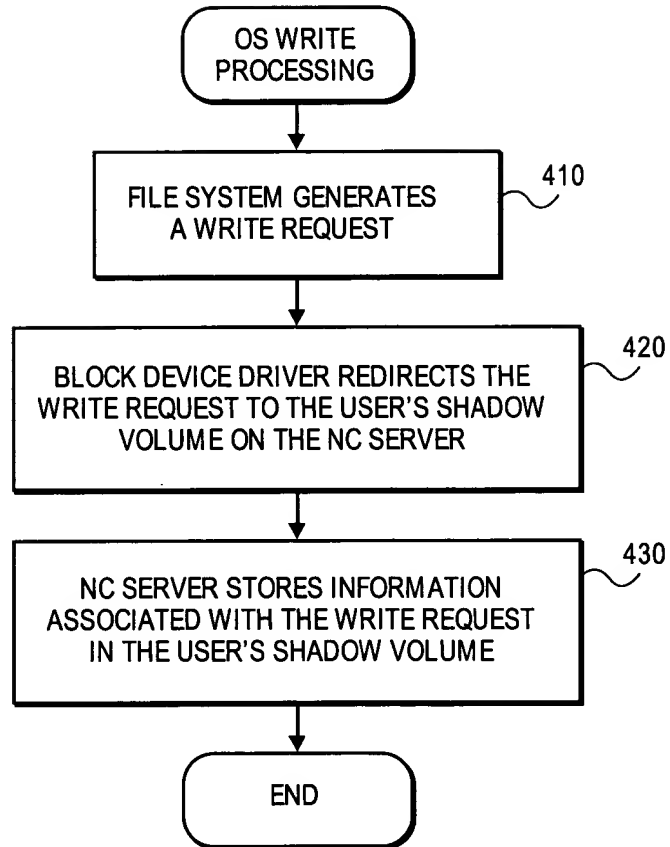 OS WRITE
PROCESSING
FILE SYSTEM GENERATES
A WRITE REQUEST
410
BLOCK DEVICE DRIVER REDIRECTS THE
WRITE REQUEST TO THE USER'S SHADOW
VOLUME ON THE NC SERVER
420
NC SERVER STORES INFORMATION
ASSOCIATED WITH THE WRITE REQUEST
IN THE USER'S SHADOW VOLUME
430
END